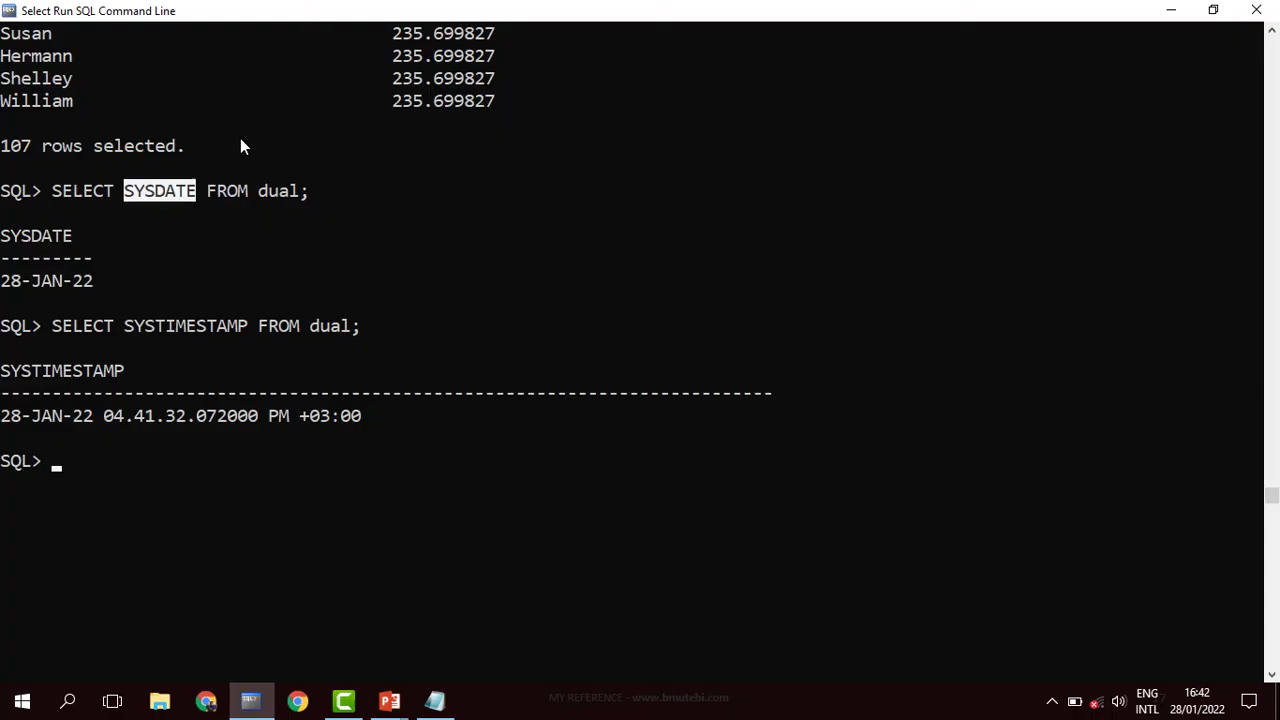 Select Run SQL Command Line
Susan 235.699827
Hermann 235.699827
Shelley 235.699827
William 235.699827
107 rows selected.
SQL> SELECT SYSDATE FROM dual;
SYSDATE
---------
28-JAN-22
SQL> SELECT SYSTIMESTAMP FROM dual;
SYSTIMESTAMP
---------------------------------------------------------------------------
28-JAN-22 04.41.32.072000 PM +03:00
SQL>
MY REFERENCE - www.bmutebi.com
ENG
INTL
16:42
28/01/2022